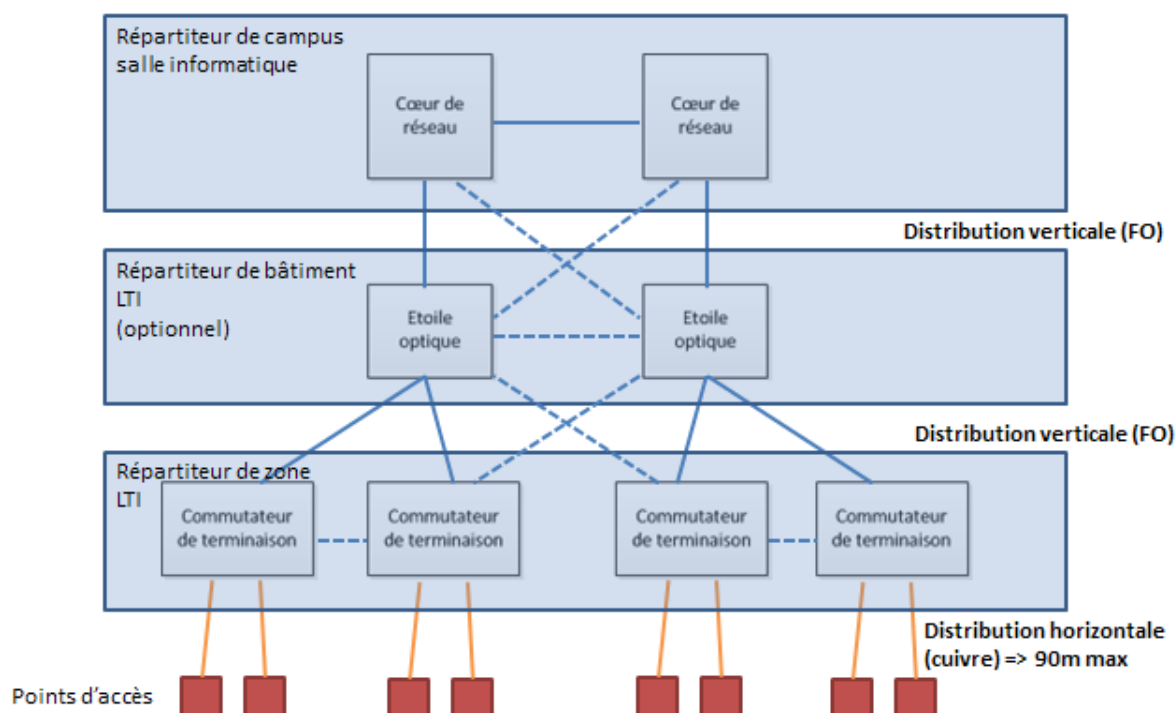 Répartiteur de campus
salle informatique
Cœur de
réseau
Cœur de
réseau
Distribution verticale (FO)
Répartiteur de bâtiment
LTI
(optionnel)
Etoile
optique
Etoile
optique
Distribution verticale (FO)
Répartiteur de zone
LTI
Commutateur
de terminaison
Commutateur
de terminaison
Commutateur
de terminaison
Commutateur
de terminaison
Distribution horizontale
(cuivre) => 90m max
Points d’accès